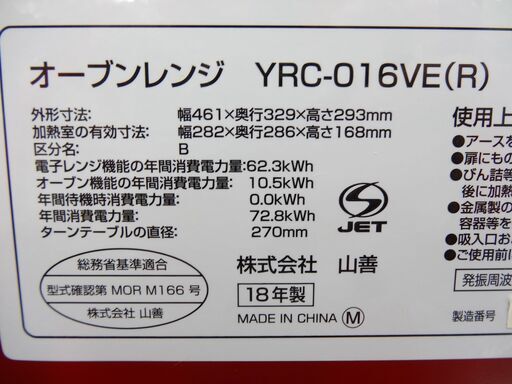 オーブンレンジ YRC-016VE(R)
外形寸法: 幅461×奥行329×高さ293mm
加熱室の有効寸法: 幅282×奥行286×高さ168mm
区分名: B
電子レンジ機能の年間消費電力量: 62.3kWh
オーブン機能の年間消費電力量: 10.5kWh
年間待機時消費電力量: 0.0kWh
年間消費電力量: 72.8kWh
ターンテーブルの直径: 270mm
JET
総務省基準適合
型式確認第 MOR M166 号
株式会社 山善
株式会社 山善
18年製
MADE IN CHINA Ⓜ
使用上
●アースを
●扉にもの
●びん詰等
後に加熱
●金属製の
容器等を
●吸入口お
●ご使用前に
発振周波
製造番号